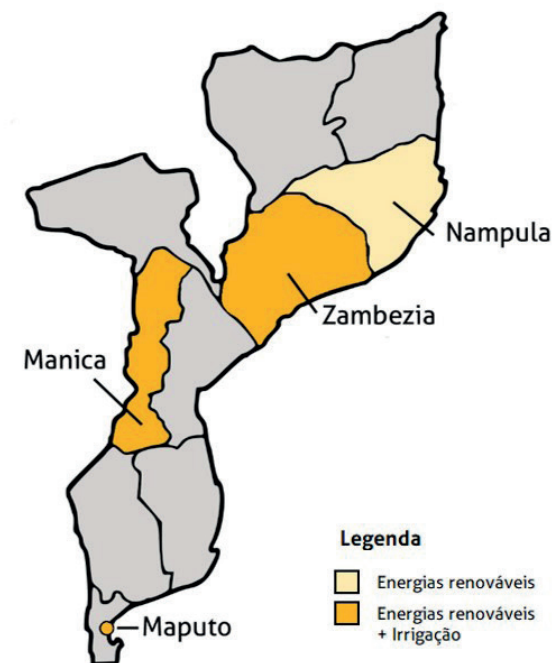 Nampula
Zambezia
Manica
Maputo
Legenda
Energias renováveis
Energias renováveis
+ Irrigação